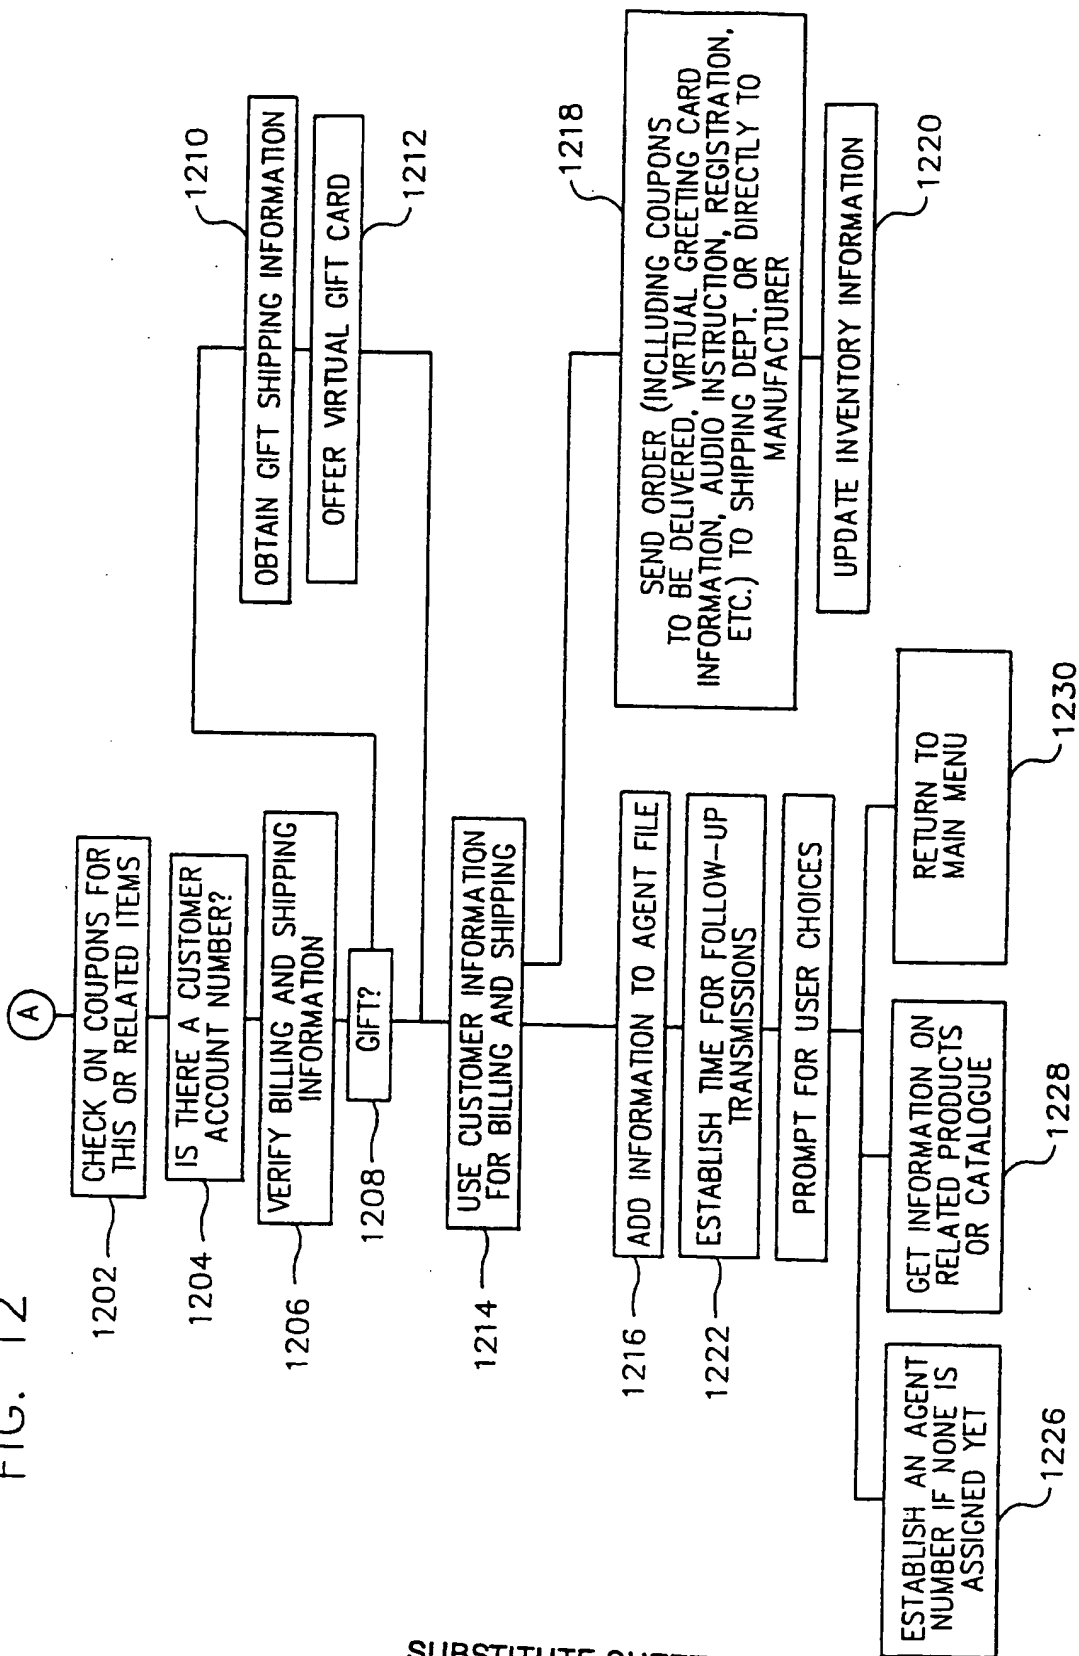 FIG. 12
A
CHECK ON COUPONS FOR
THIS OR RELATED ITEMS
1202
IS THERE A CUSTOMER
ACCOUNT NUMBER?
1204
VERIFY BILLING AND SHIPPING
INFORMATION
1206
GIFT?
1208
OBTAIN GIFT SHIPPING INFORMATION
1210
OFFER VIRTUAL GIFT CARD
1212
USE CUSTOMER INFORMATION
FOR BILLING AND SHIPPING
1214
SEND ORDER (INCLUDING COUPONS
TO BE DELIVERED, VIRTUAL GREETING CARD
INFORMATION, AUDIO INSTRUCTION, REGISTRATION,
ETC.) TO SHIPPING DEPT. OR DIRECTLY TO
MANUFACTURER
1218
UPDATE INVENTORY INFORMATION
1220
ADD INFORMATION TO AGENT FILE
1216
ESTABLISH TIME FOR FOLLOW-UP
TRANSMISSIONS
1222
PROMPT FOR USER CHOICES
ESTABLISH AN AGENT
NUMBER IF NONE IS
ASSIGNED YET
1226
GET INFORMATION ON
RELATED PRODUCTS
OR CATALOGUE
1228
RETURN TO
MAIN MENU
1230
SUBSTITUTE